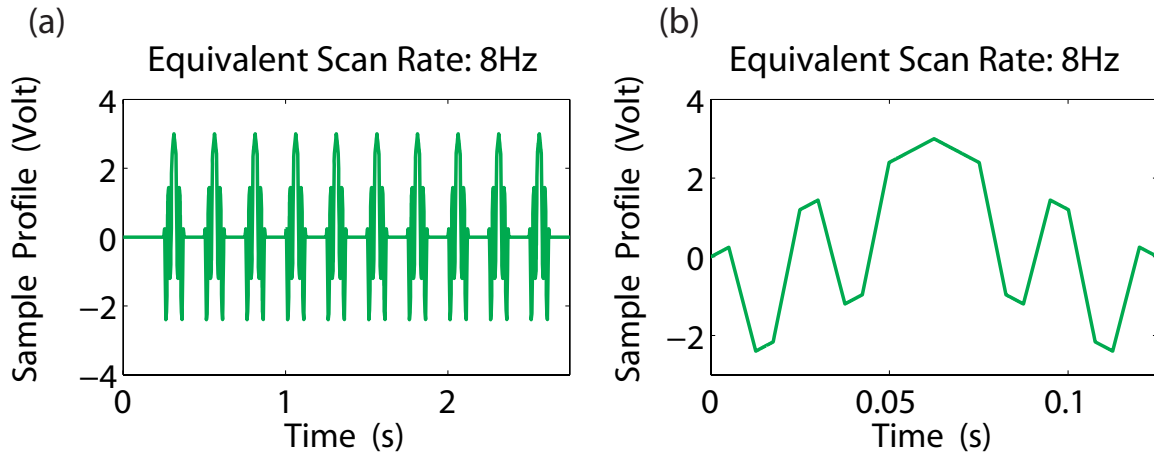 (a)
Equivalent Scan Rate: 8Hz
Sample Profile (Volt)
4
2
0
−2
−4
0
1
2
Time (s)
(b)
Equivalent Scan Rate: 8Hz
Sample Profile (Volt)
4
2
0
−2
0
0.05
0.1
Time (s)